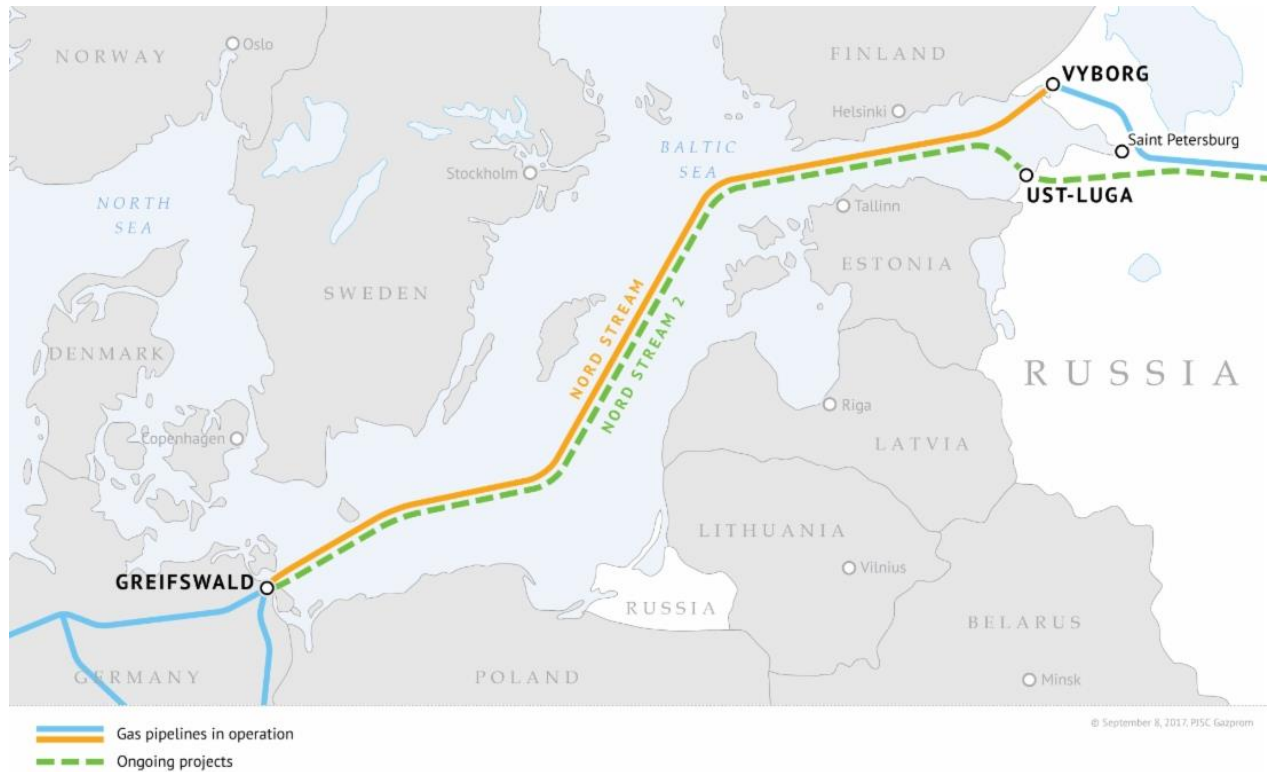 NORWAY
Oslo
FINLAND
VYBORG
Helsinki
Saint Petersburg
BALTIC
SEA
Stockholm
UST-LUGA
NORTH
SEA
Tallinn
ESTONIA
SWEDEN
NORD STREAM
NORD STREAM 2
DENMARK
RUSSIA
Riga
Copenhagen
LATVIA
LITHUANIA
GREIFSWALD
Vilnius
RUSSIA
BELARUS
GERMANY
POLAND
Minsk
Gas pipelines in operation
© September 8, 2017, PJSC Gazprom
Ongoing projects